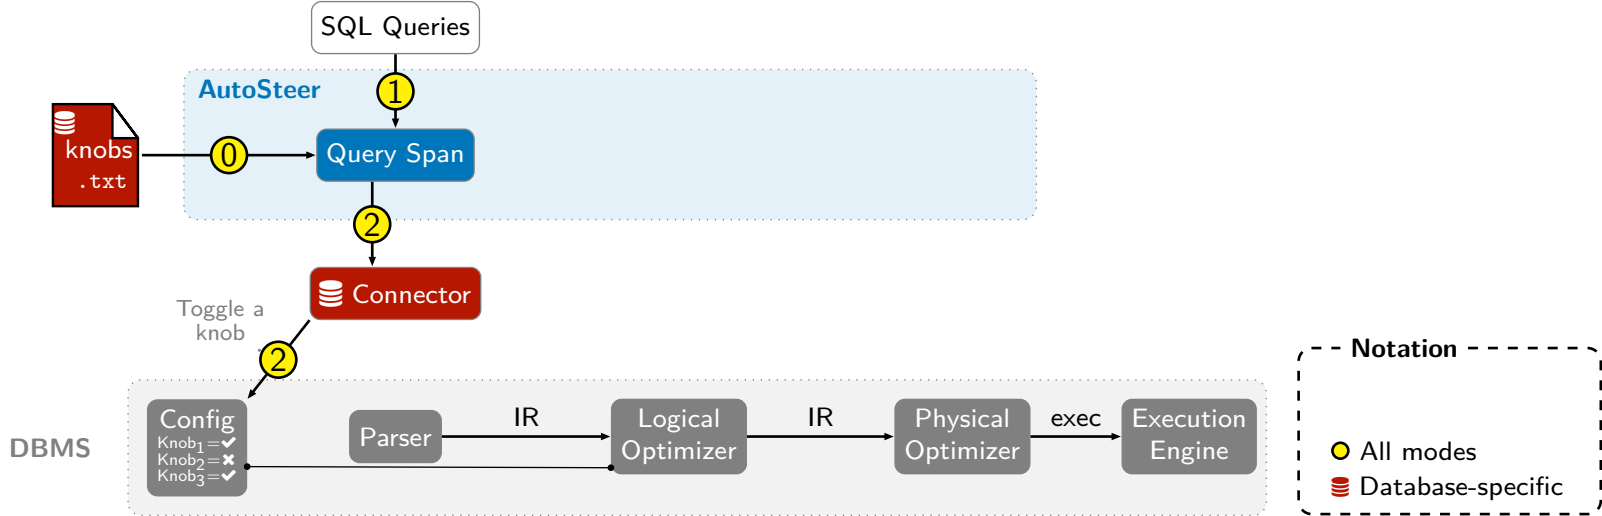 SQL Queries
AutoSteer
1
knobs
.txt
0
Query Span
2
Connector
Toggle a
knob
2
Notation
DBMS
Config
Knob1=✔
Knob2=✖
Knob3=✔
Parser
IR
Logical
Optimizer
IR
Physical
Optimizer
exec
Execution
Engine
All modes
Database-specific